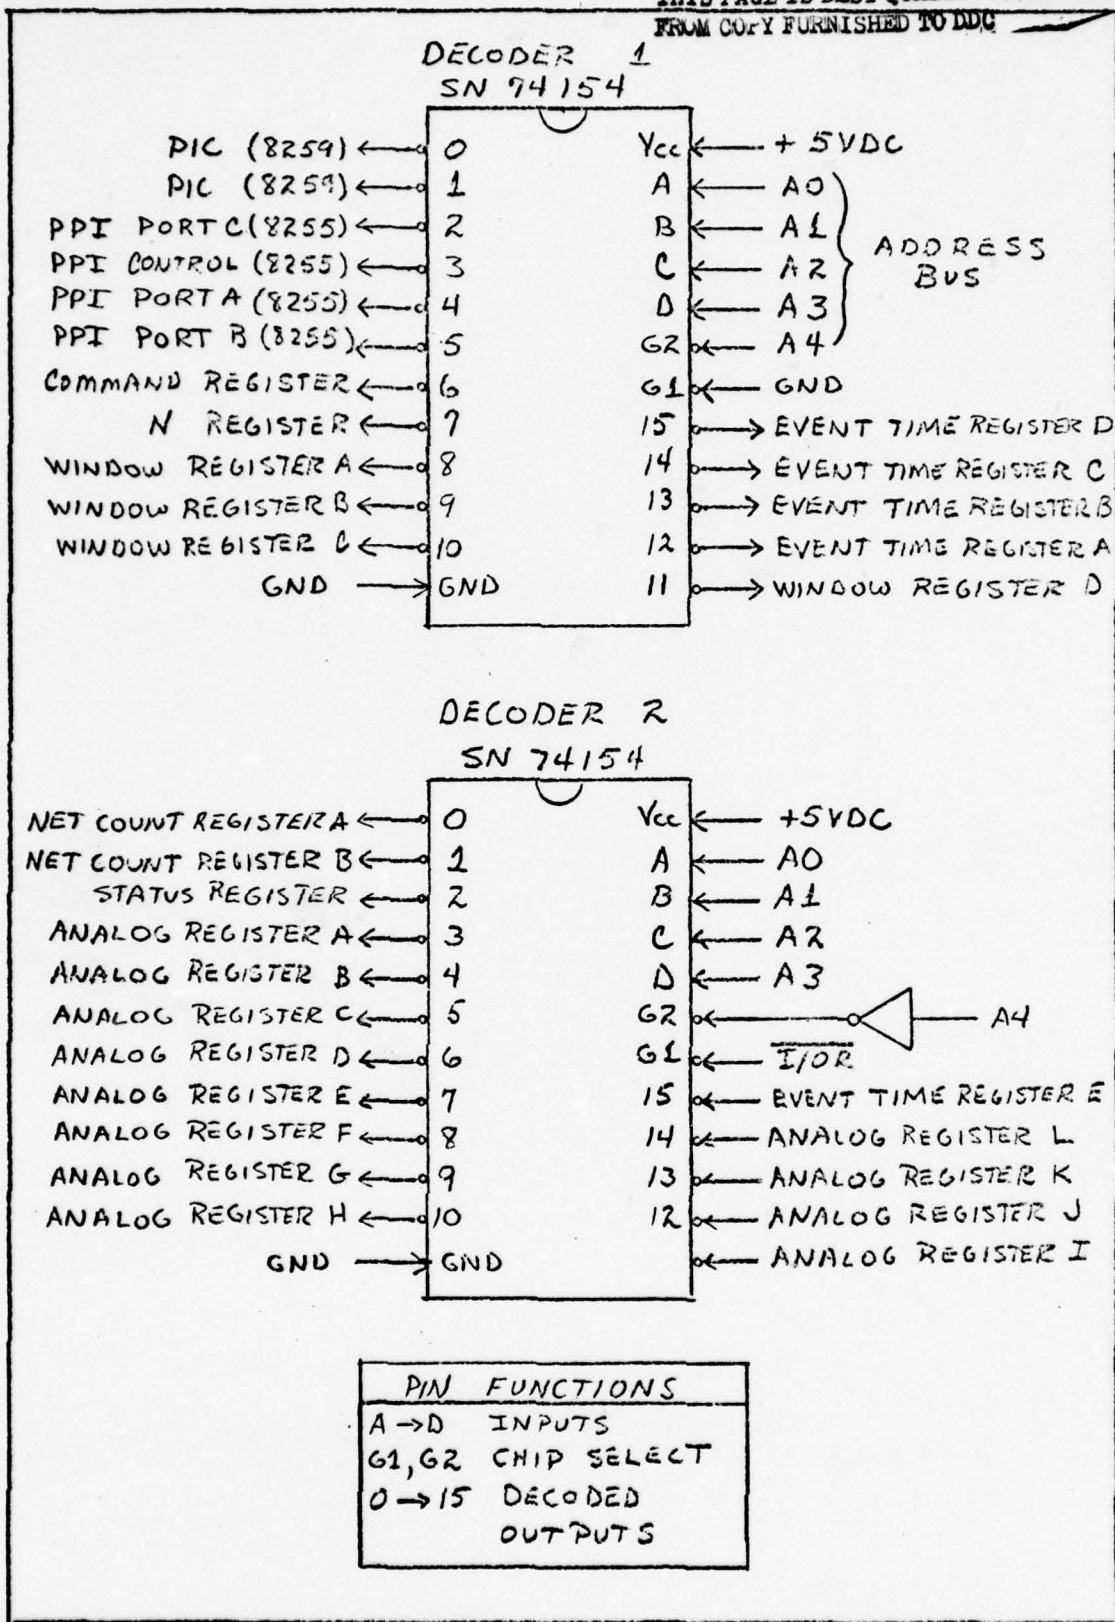 FROM COPY FURNISHED TO DDC
DECODER 1
SN 74154
PIC (8259) 0 Vcc + 5VDC
PIC (8259) 1 A A0
PPI PORT C (8255) 2 B A1
ADDRESS
BUS
PPI CONTROL (8255) 3 C A2
PPI PORT A (8255) 4 D A3
PPI PORT B (8255) 5 G2 A4
COMMAND REGISTER 6 G1 GND
N REGISTER 7 15 EVENT TIME REGISTER D
WINDOW REGISTER A 8 14 EVENT TIME REGISTER C
WINDOW REGISTER B 9 13 EVENT TIME REGISTER B
WINDOW REGISTER C 10 12 EVENT TIME REGISTER A
GND GND 11 WINDOW REGISTER D
DECODER 2
SN 74154
NET COUNT REGISTER A 0 Vcc +5VDC
NET COUNT REGISTER B 1 A A0
STATUS REGISTER 2 B A1
ANALOG REGISTER A 3 C A2
ANALOG REGISTER B 4 D A3
ANALOG REGISTER C 5 G2 A4
ANALOG REGISTER D 6 G1 I/OR
ANALOG REGISTER E 7 15 EVENT TIME REGISTER E
ANALOG REGISTER F 8 14 ANALOG REGISTER L
ANALOG REGISTER G 9 13 ANALOG REGISTER K
ANALOG REGISTER H 10 12 ANALOG REGISTER J
GND GND ANALOG REGISTER I
PIN FUNCTIONS
A→D INPUTS
G1,G2 CHIP SELECT
0→15 DECODED
OUTPUTS